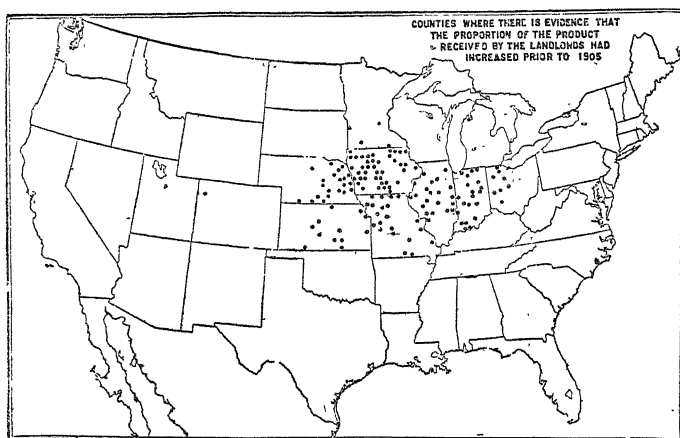 COUNTIES WHERE THERE IS EVIDENCE THAT
THE PROPORTION OF THE PRODUCT
RECEIVED BY THE LANDLONDS HAD
INCREASED PRIOR TO 1905